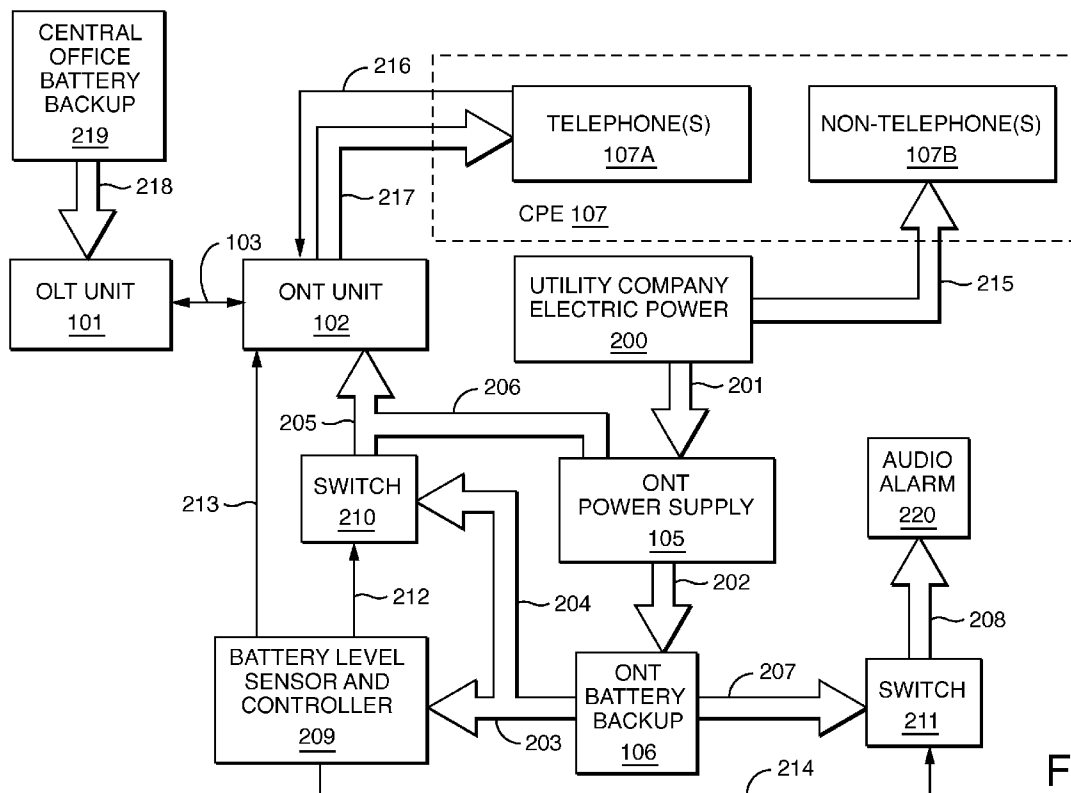 CENTRAL
OFFICE
BATTERY
BACKUP
219
218
216
TELEPHONE(S)
107A
NON-TELEPHONE(S)
107B
217
CPE 107
103
OLT UNIT
101
ONT UNIT
102
UTILITY COMPANY
ELECTRIC POWER
200
215
201
206
205
SWITCH
210
ONT
POWER SUPPLY
105
AUDIO
ALARM
220
213
212
204
202
208
BATTERY LEVEL
SENSOR AND
CONTROLLER
209
203
ONT
BATTERY
BACKUP
106
207
SWITCH
211
214
F